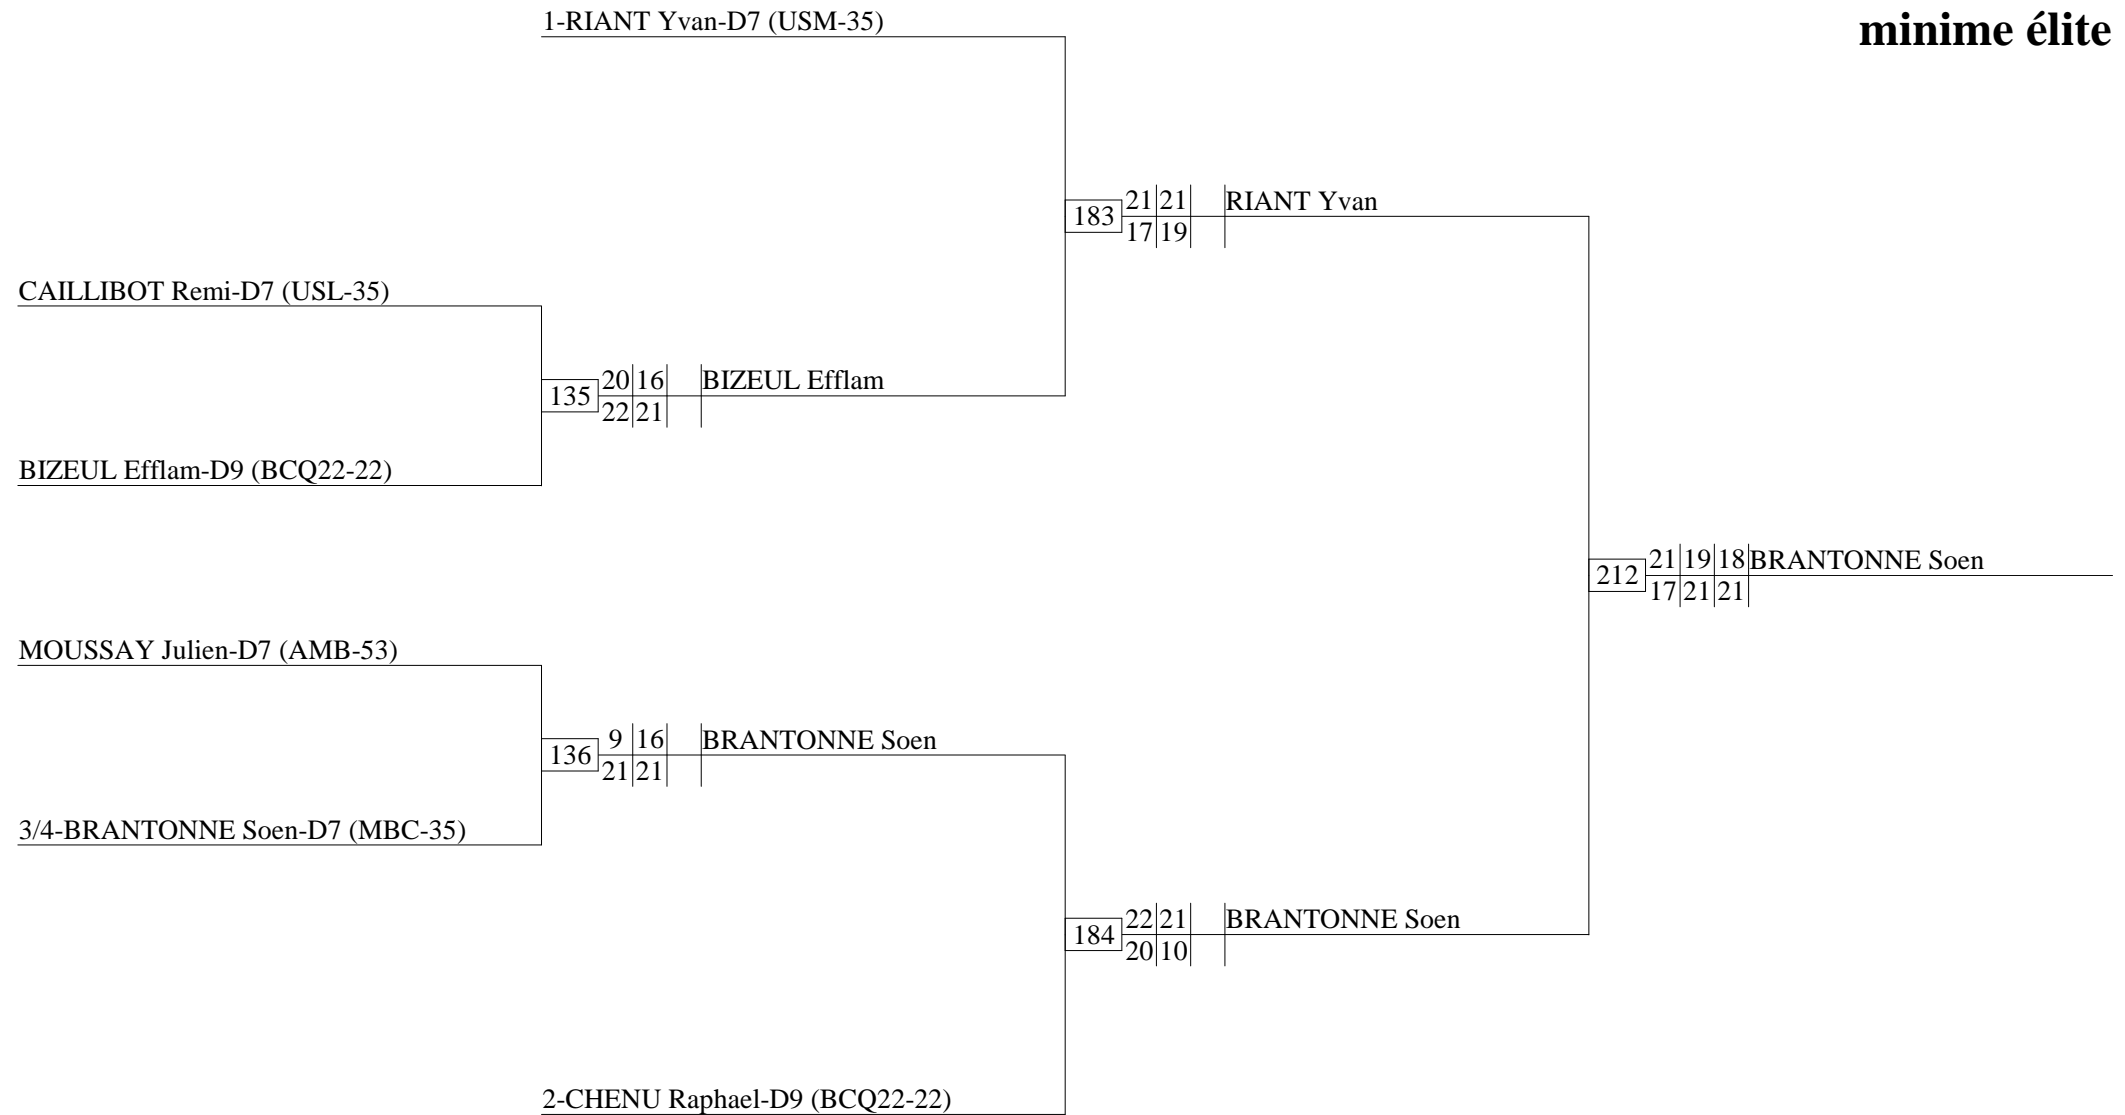 1-RIANT Yvan-D7 (USM-35)
minime élite
21 21 RIANT Yvan
183
17 19
CAILLIBOT Remi-D7 (USL-35)
20 16 BIZEUL Efflam
135
22 21
BIZEUL Efflam-D9 (BCQ22-22)
21 19 18 BRANTONNE Soen
212
17 21 21
MOUSSAY Julien-D7 (AMB-53)
9 16 BRANTONNE Soen
136
21 21
3/4-BRANTONNE Soen-D7 (MBC-35)
22 21 BRANTONNE Soen
184
20 10
2-CHENU Raphael-D9 (BCQ22-22)